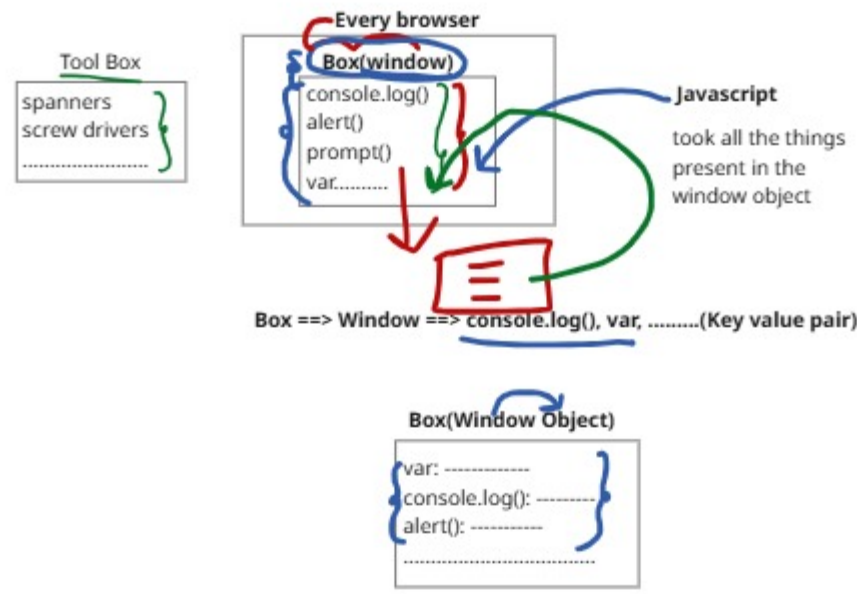 Every browser
Tool Box
Box(window)
spanners
screw drivers
............................
console.log()
alert()
prompt()
var..........
Javascript
took all the things
present in the
window object
Box ==> Window ==> console.log(), var, .........(Key value pair)
Box(Window Object)
var: -------------
console.log(): ---------
alert(): -----------
...........................................